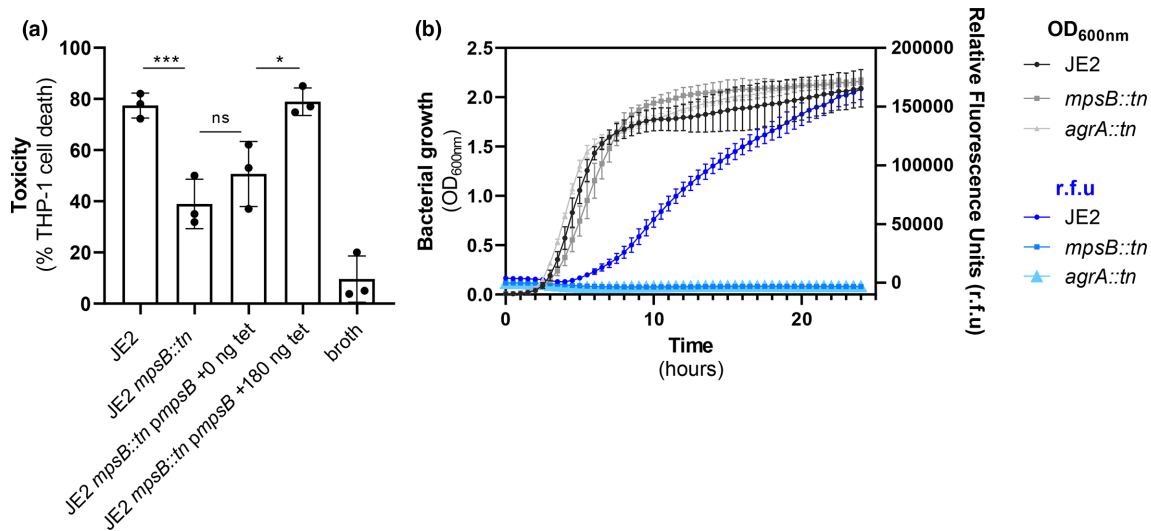 (a)
Toxicity
(% THP-1 cell death)
100
80
60
40
20
0
***
ns
*
JE2
JE2 mpsB::tn
JE2 mpsB::tn pmpsB +0 ng tet
JE2 mpsB::tn pmpsB +180 ng tet
broth
(b)
Bacterial growth
(OD600nm)
2.5
2.0
1.5
1.0
0.5
0.0
0
10
20
Time
(hours)
200000
150000
100000
50000
0
Relative Fluorescence Units (r.f.u)
OD600nm
JE2
mpsB::tn
agrA::tn
r.f.u
JE2
mpsB::tn
agrA::tn